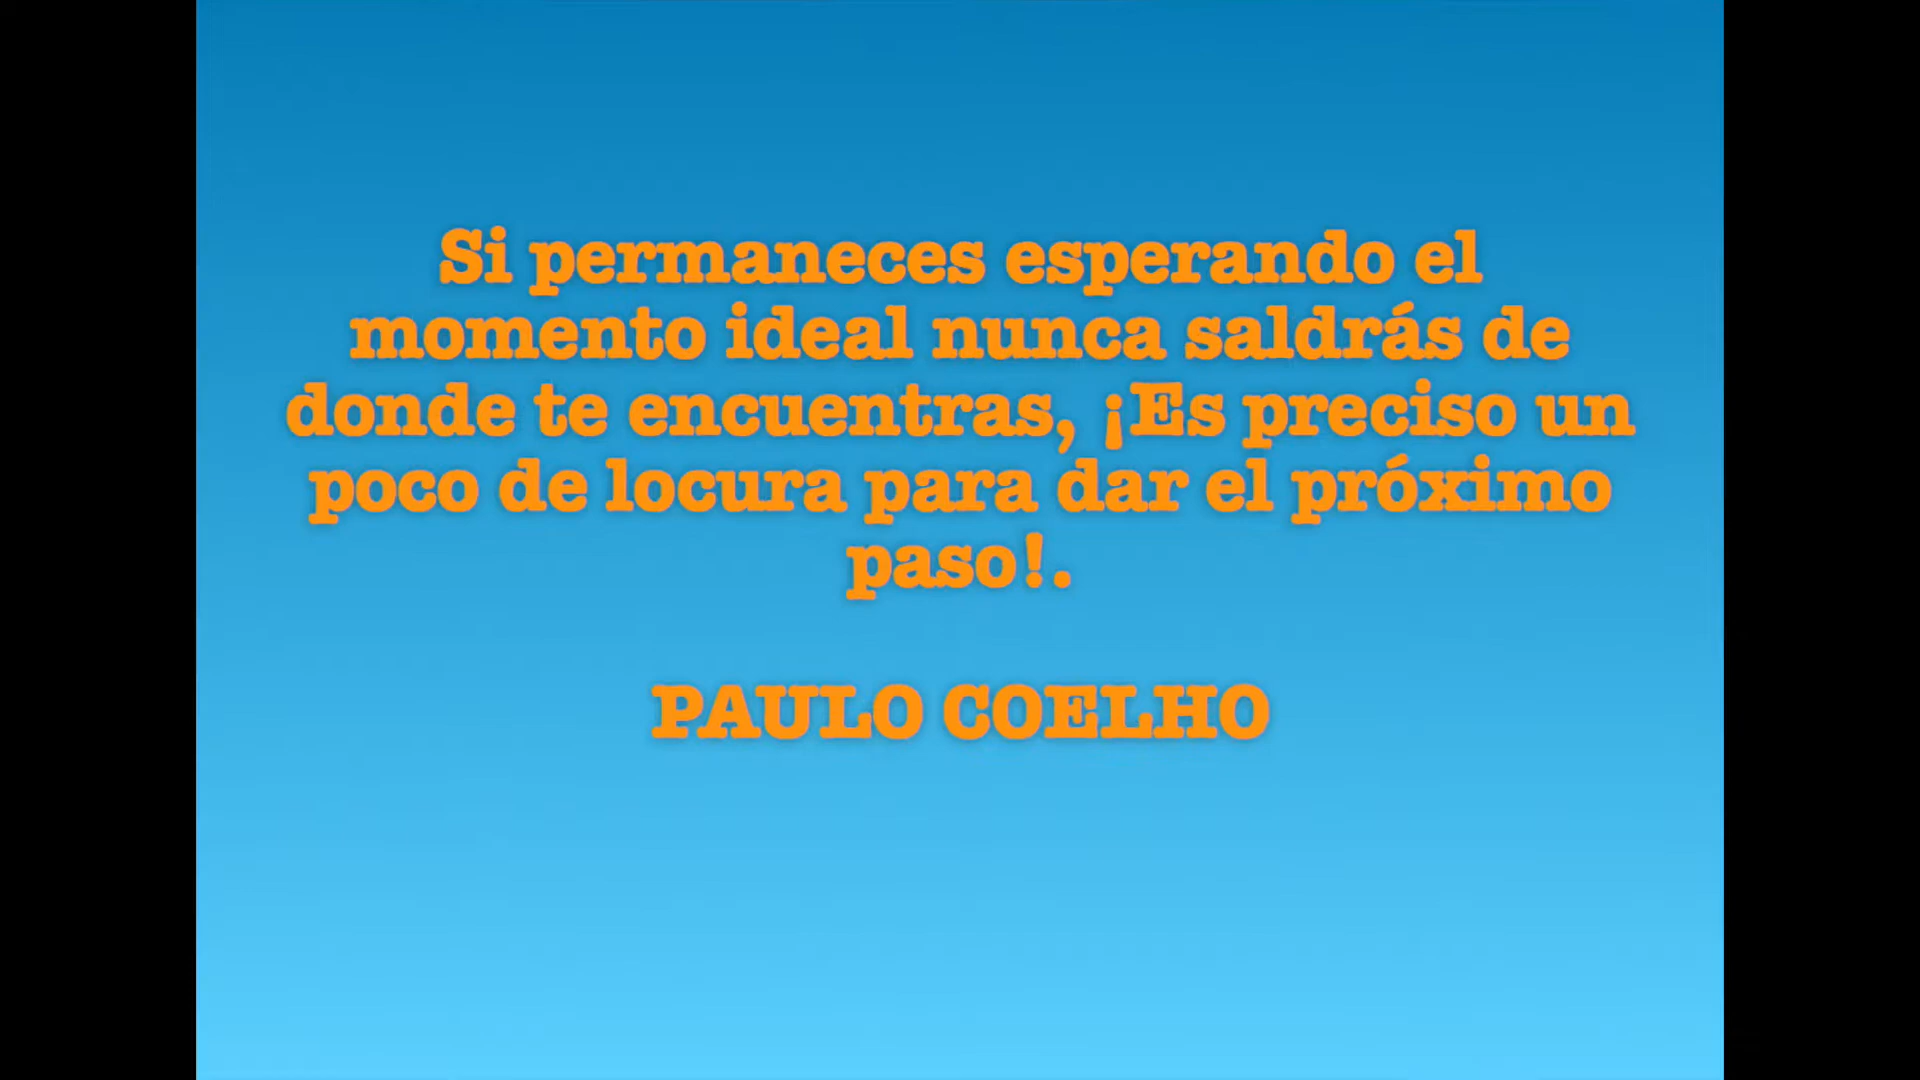 Si permaneces esperando el
momento ideal nunca saldrás de
donde te encuentras, ¡Es preciso un
poco de locura para dar el próximo
paso!.
PAULO COELHO